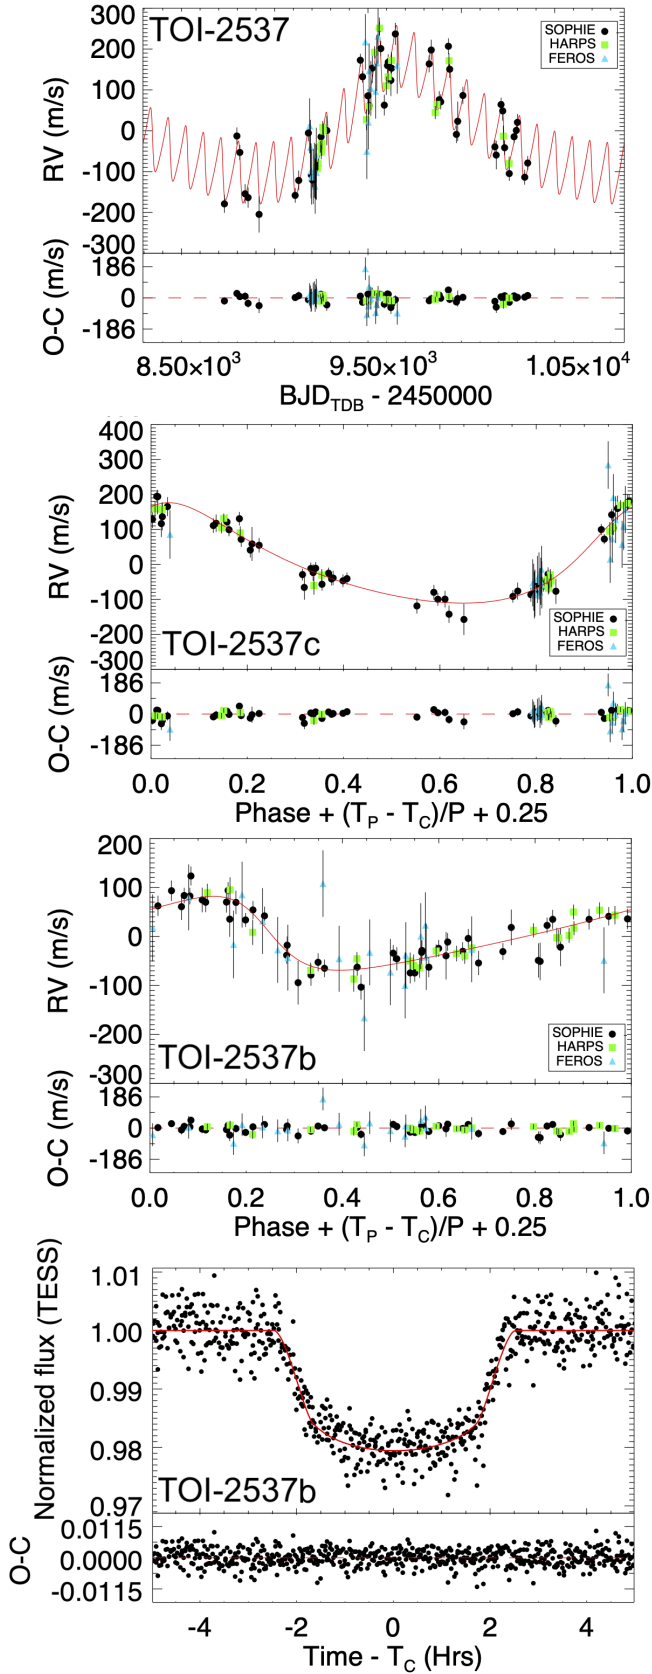 TOI-2537
SOPHIE
HARPS
FEROS
RV (m/s)
300
200
100
0
-100
-200
-300
O-C (m/s)
186
0
-186
8.50×10³ 9.50×10³ 1.05×10⁴
BJD_TDB - 2450000
RV (m/s)
400
300
200
100
0
-100
-200
-300
TOI-2537c
SOPHIE
HARPS
FEROS
O-C (m/s)
186
0
-186
0.0 0.2 0.4 0.6 0.8 1.0
Phase + (T_P - T_C)/P + 0.25
RV (m/s)
200
100
0
-100
-200
-300
TOI-2537b
SOPHIE
HARPS
FEROS
O-C (m/s)
186
0
-186
0.0 0.2 0.4 0.6 0.8 1.0
Phase + (T_P - T_C)/P + 0.25
Normalized flux (TESS)
1.01
1.00
0.99
0.98
0.97
TOI-2537b
O-C
0.0115
0.0000
-0.0115
-4 -2 0 2 4
Time - T_C (Hrs)